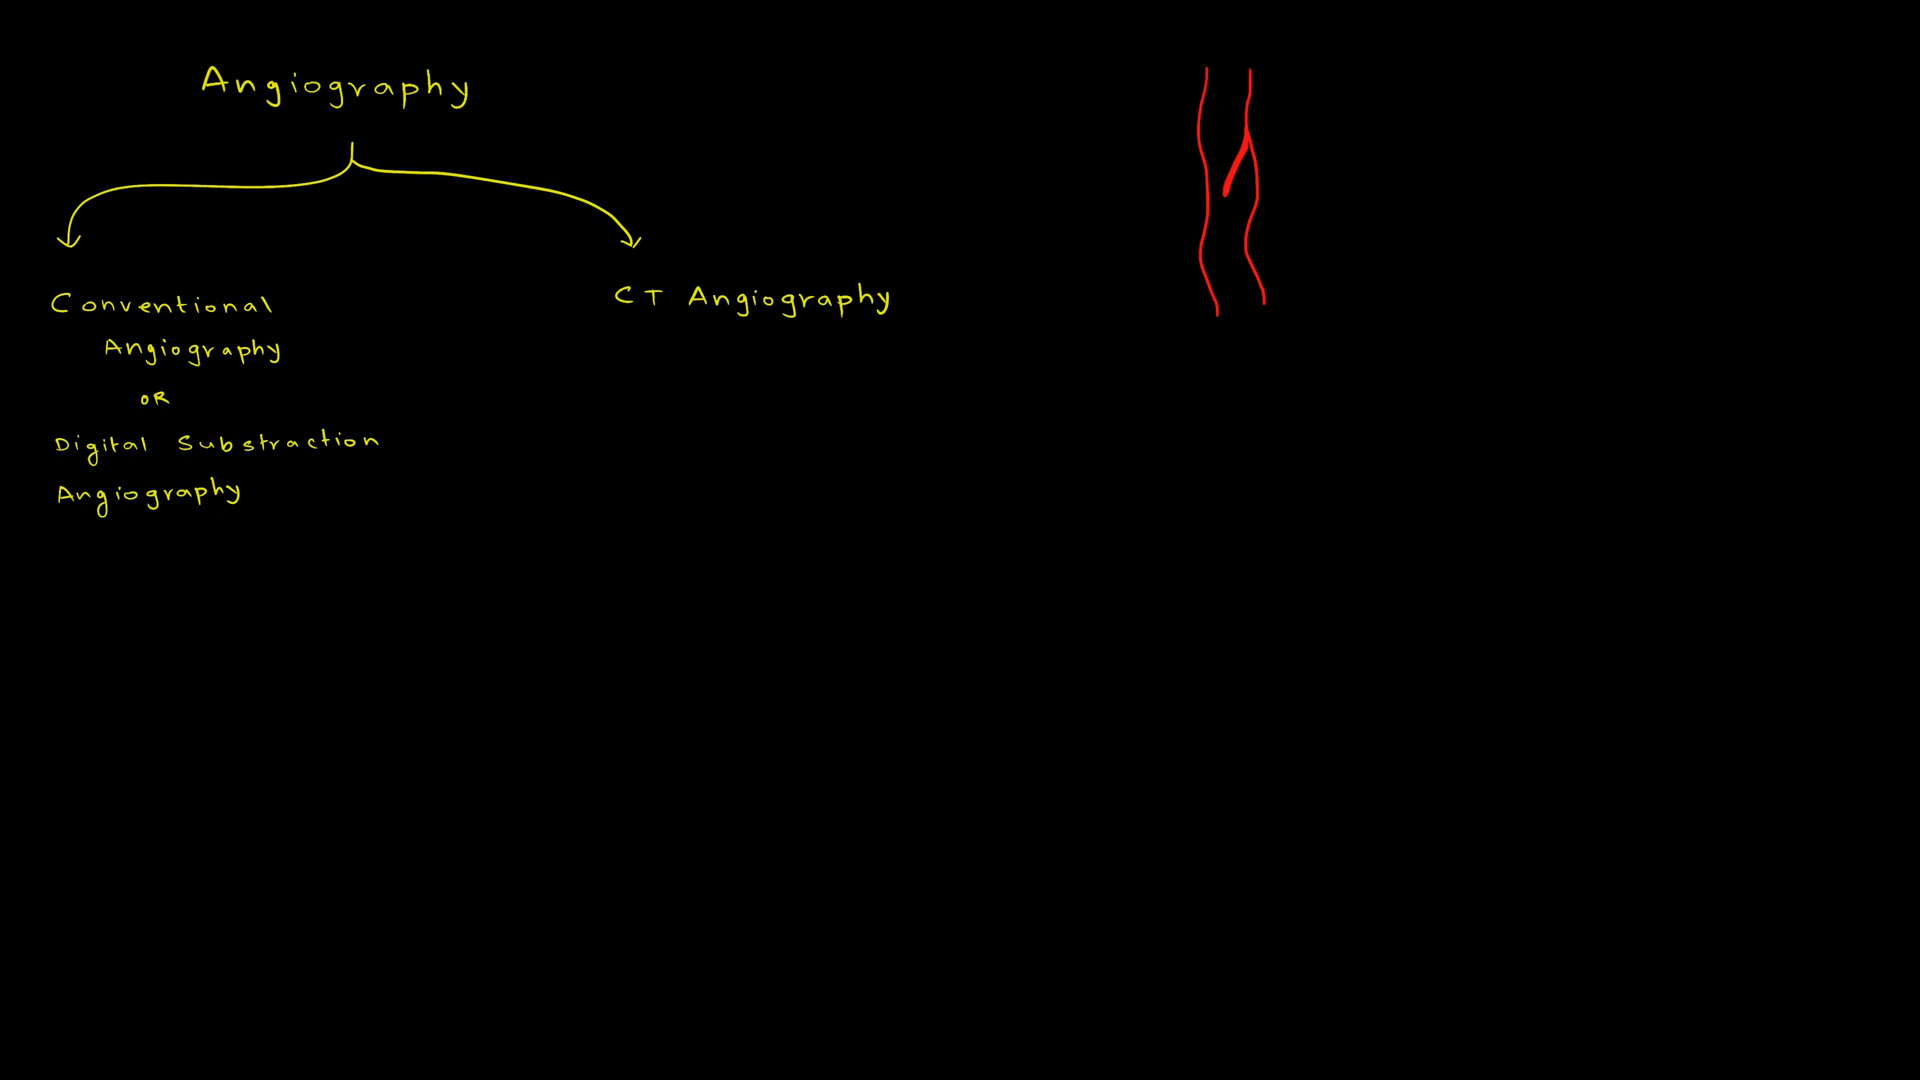 Angiography
Conventional
Angiography
OR
Digital Substraction
Angiography
CT Angiography